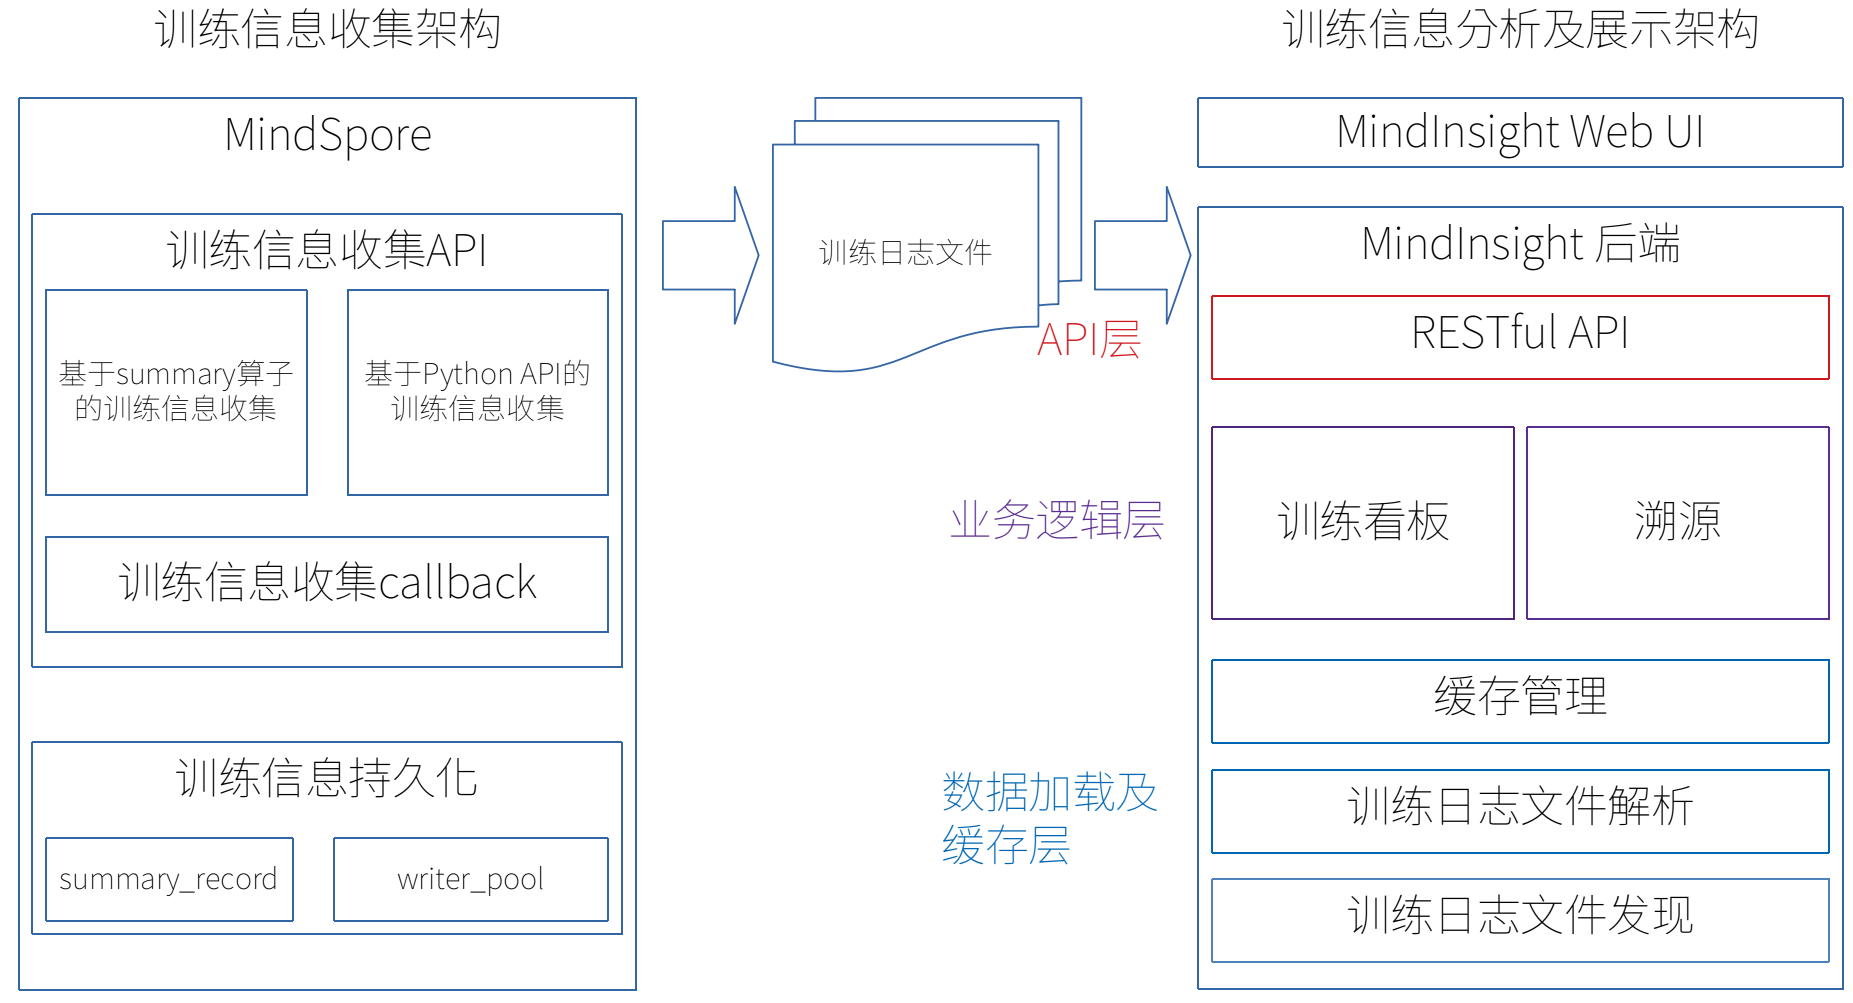 训练信息收集架构
MindSpore
训练信息收集API
基于summary算子
的训练信息收集
基于Python API的
训练信息收集
训练信息收集callback
训练信息持久化
summary_record
writer_pool
训练日志文件
训练信息分析及展示架构
MindInsight Web UI
MindInsight 后端
API层
RESTful API
业务逻辑层
训练看板
溯源
数据加载及
缓存层
缓存管理
训练日志文件解析
训练日志文件发现